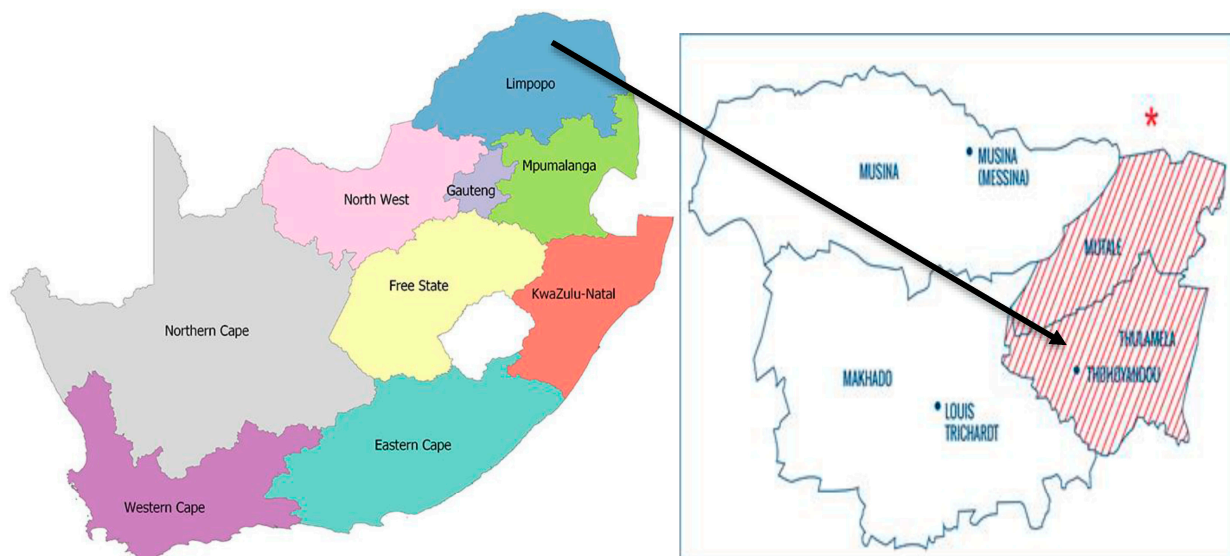 Limpopo
Mpumalanga
Gauteng
North West
Free State
KwaZulu-Natal
Northern Cape
Eastern Cape
Western Cape
*
MUSINA
MUSINA
(MESSINA)
MUTALE
THULAMELA
THOHOYANDOU
MAKHADO
LOUIS
TRICHARDT